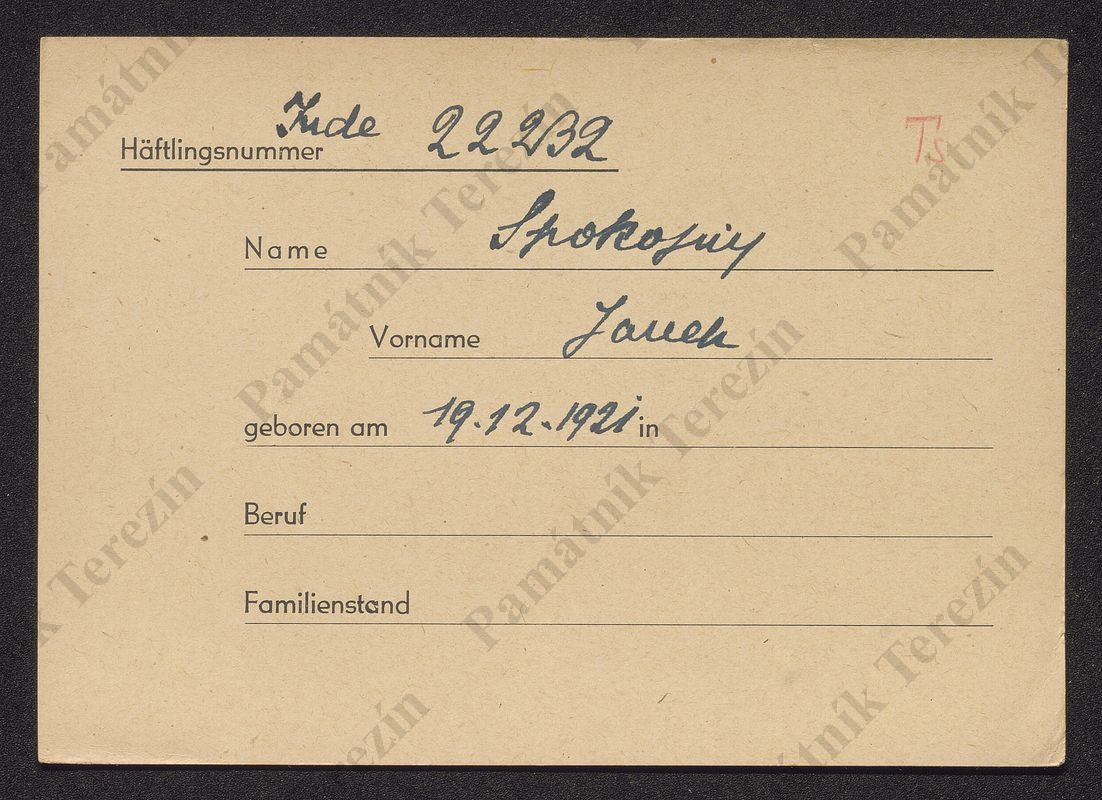 Jude 22232
Häftlingsnummer
Ts
Name Spokojny
Vorname Janek
geboren am 19.12.1921 in
Beruf
Familienstand
Památník Terezín